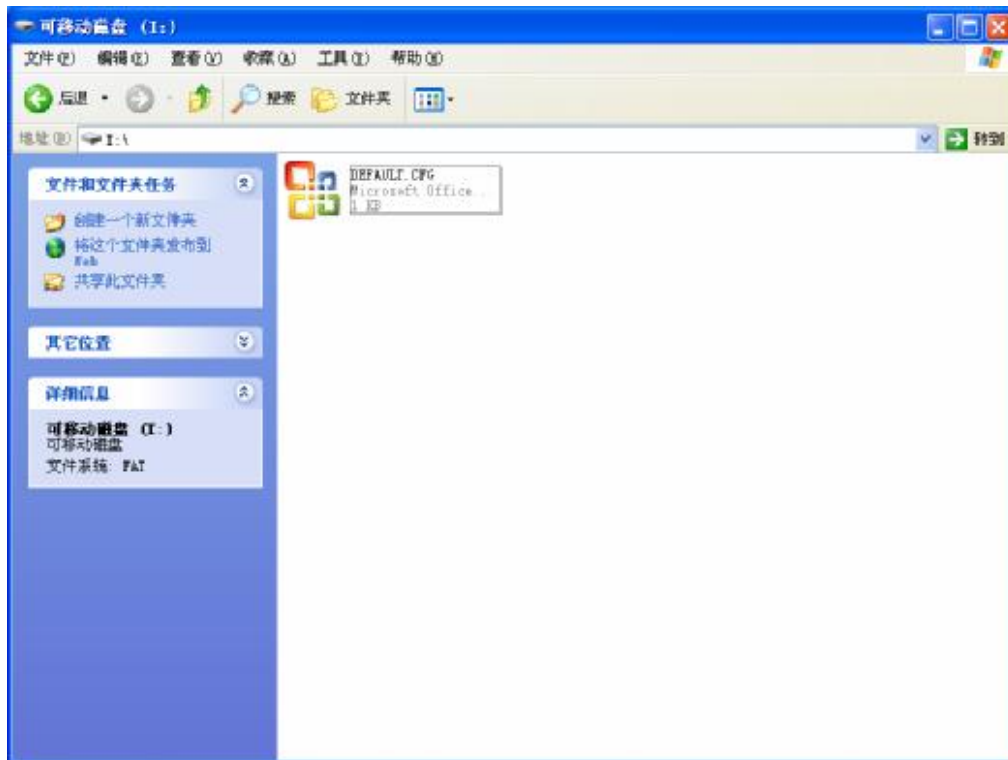 可移动磁盘 (I:)
文件(F) 编辑(E) 查看(V) 收藏(A) 工具(T) 帮助(H)
后退 搜索 文件夹
地址(D) I:\ 转到
文件和文件夹任务
创建一个新文件夹
将这个文件夹发布到
Web
共享此文件夹
其它位置
详细信息
可移动磁盘 (I:)
可移动磁盘
文件系统: FAT
DEFAULT.CFG
Microsoft Office...
1 KB